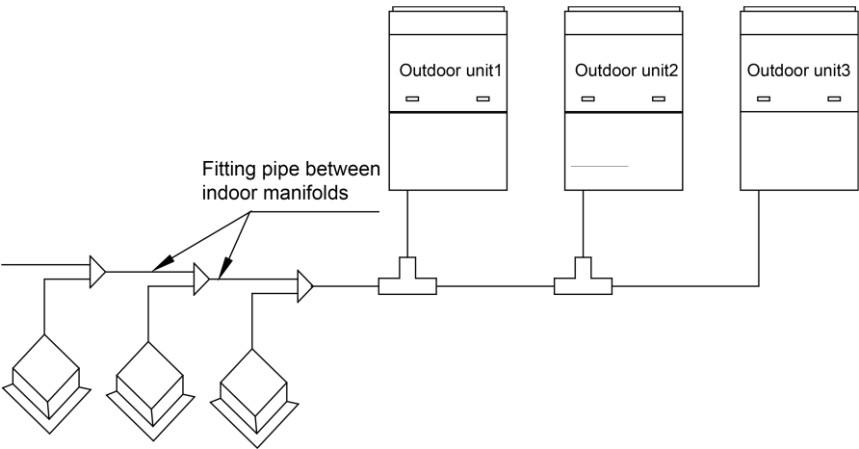 Outdoor unit1
Outdoor unit2
Outdoor unit3
Fitting pipe between
indoor manifolds